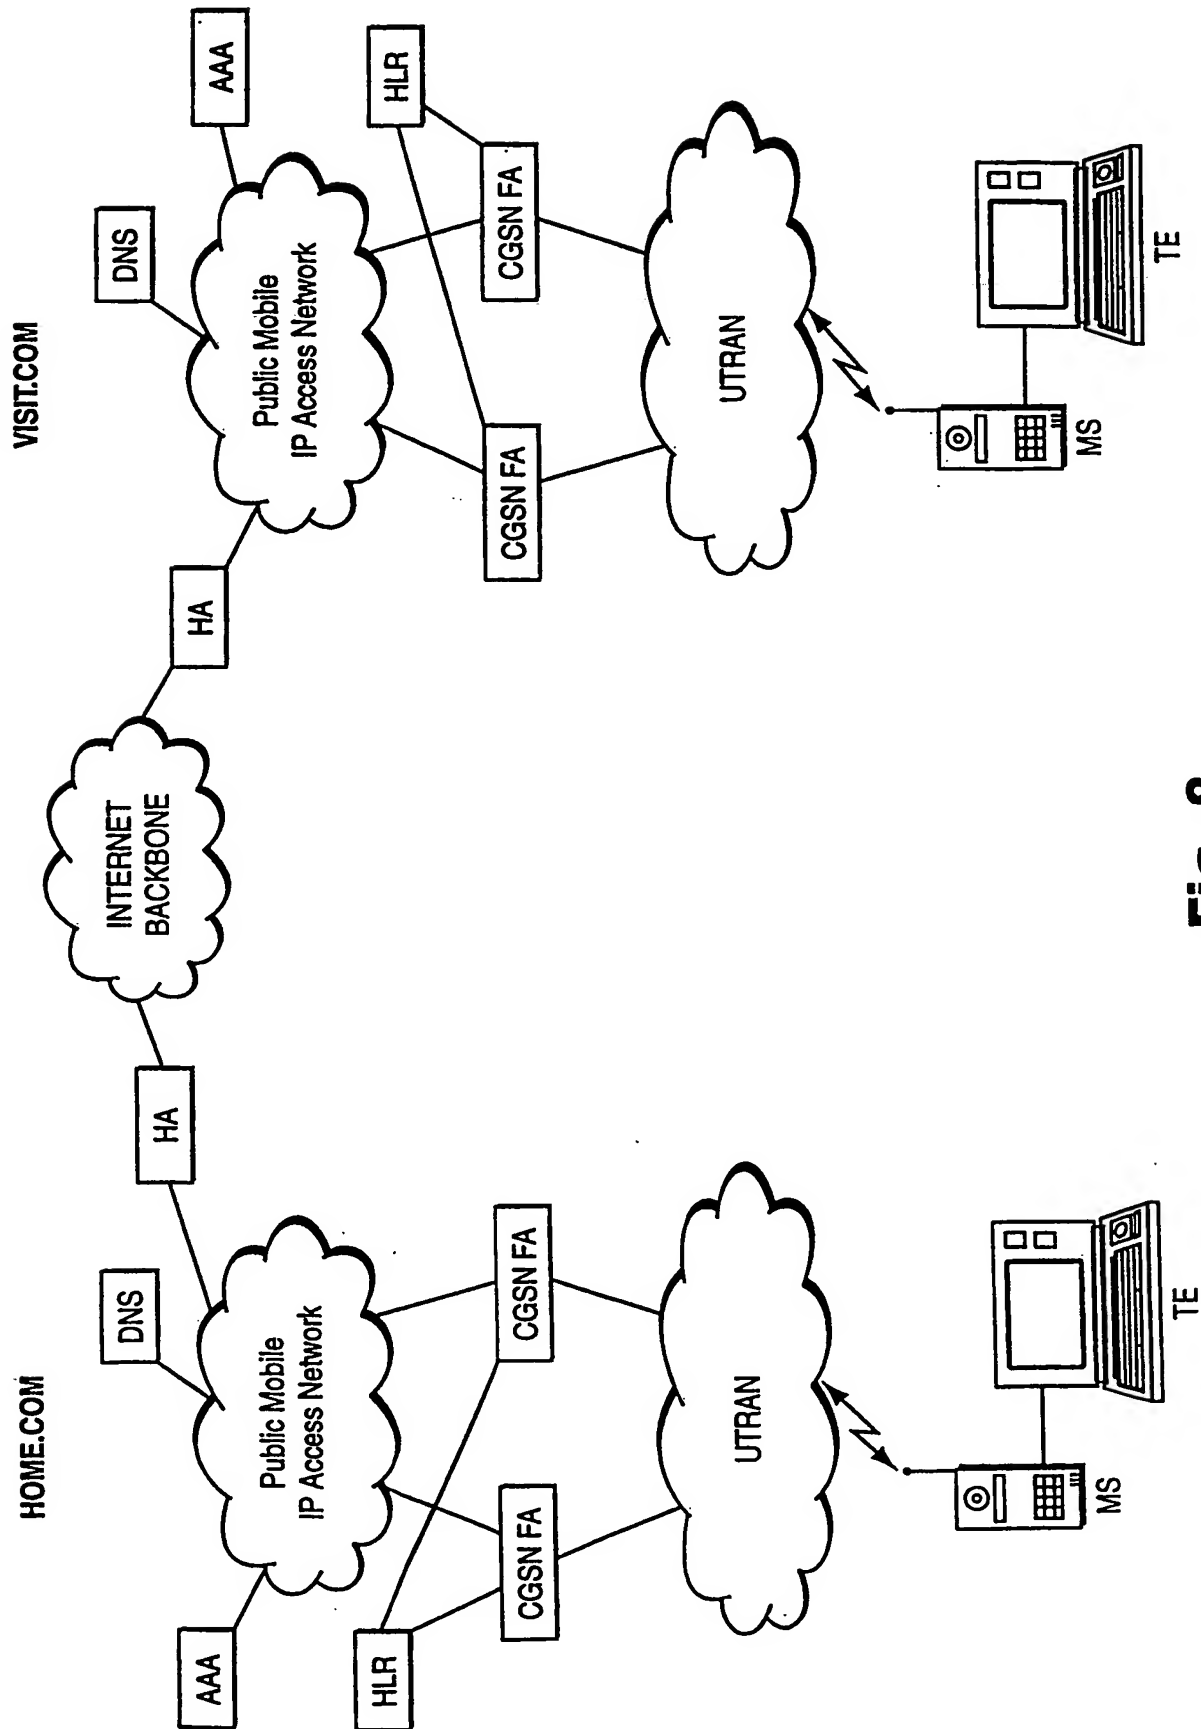 HOME.COM
VISIT.COM
INTERNET
BACKBONE
DNS
DNS
HA
HA
AAA
AAA
Public Mobile
IP Access Network
Public Mobile
IP Access Network
HLR
HLR
CGSN FA
CGSN FA
CGSN FA
CGSN FA
UTRAN
UTRAN
MS
TE
MS
TE
Fig.